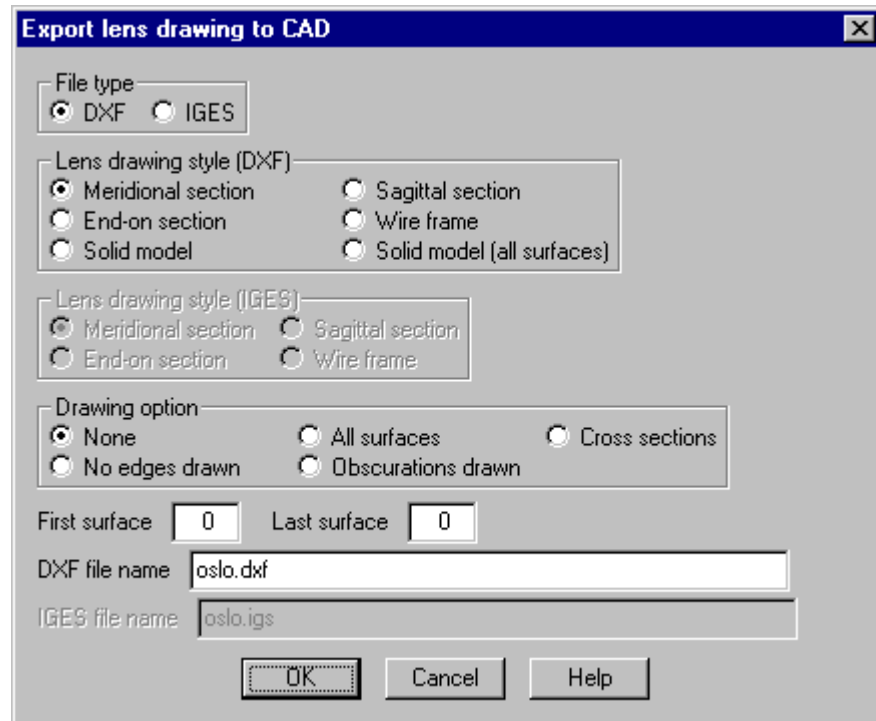 Export lens drawing to CAD
File type
DXF IGES
Lens drawing style (DXF)
Meridional section Sagittal section
End-on section Wire frame
Solid model Solid model (all surfaces)
Lens drawing style (IGES)
Meridional section Sagittal section
End-on section Wire frame
Drawing option
None All surfaces Cross sections
No edges drawn Obscurations drawn
First surface 0 Last surface 0
DXF file name oslo.dxf
IGES file name oslo.igs
OK Cancel Help